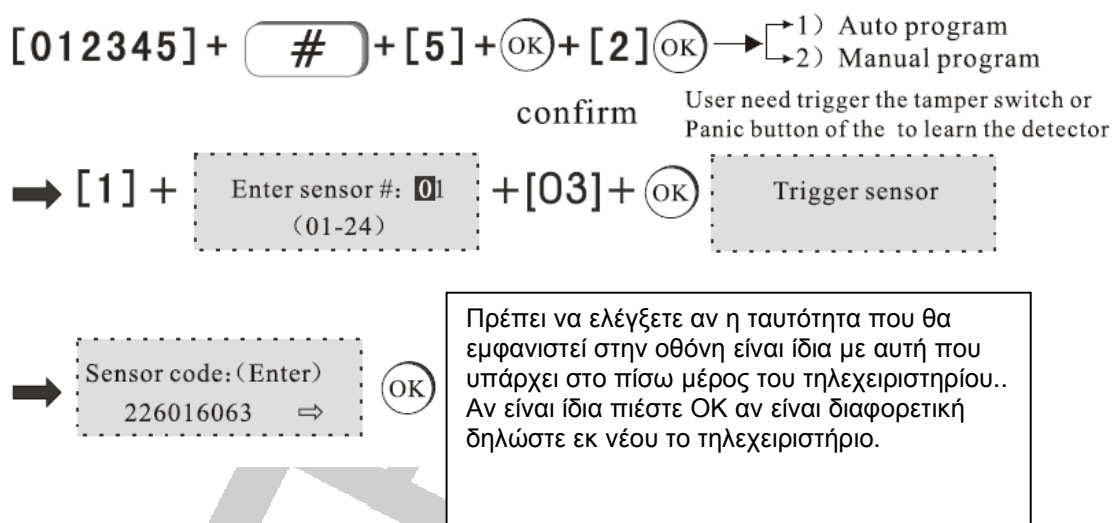 [012345]+ # +[5]+OK+[2]OK → 1) Auto program
2) Manual program
confirm
User need trigger the tamper switch or
Panic button of the to learn the detector
➡ [1]+ Enter sensor #: 01 +[03]+OK Trigger sensor
(01-24)
➡ Sensor code:(Enter)
226016063 ⇨
OK
Πρέπει να ελέγξετε αν η ταυτότητα που θα
εμφανιστεί στην οθόνη είναι ίδια με αυτή που
υπάρχει στο πίσω μέρος του τηλεχειριστηρίου..
Αν είναι ίδια πιέστε ΟΚ αν είναι διαφορετική
δηλώστε εκ νέου το τηλεχειριστήριο.